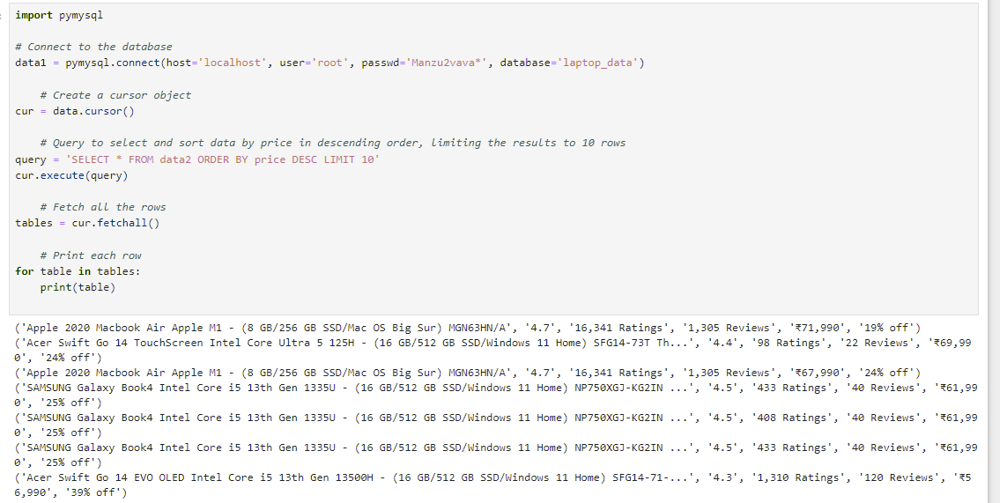 import pymysql
# Connect to the database
data1 = pymysql.connect(host='localhost', user='root', passwd='Manzu2vava*', database='laptop_data')
# Create a cursor object
cur = data.cursor()
# Query to select and sort data by price in descending order, limiting the results to 10 rows
query = 'SELECT * FROM data2 ORDER BY price DESC LIMIT 10'
cur.execute(query)
# Fetch all the rows
tables = cur.fetchall()
# Print each row
for table in tables:
print(table)
('Apple 2020 Macbook Air Apple M1 - (8 GB/256 GB SSD/Mac OS Big Sur) MGN63HN/A', '4.7', '16,341 Ratings', '1,305 Reviews', '₹71,990', '19% off')
('Acer Swift Go 14 TouchScreen Intel Core Ultra 5 125H - (16 GB/512 GB SSD/Windows 11 Home) SFG14-73T Th...', '4.4', '98 Ratings', '22 Reviews', '₹69,99
0', '24% off')
('Apple 2020 Macbook Air Apple M1 - (8 GB/256 GB SSD/Mac OS Big Sur) MGN63HN/A', '4.7', '16,341 Ratings', '1,305 Reviews', '₹67,990', '24% off')
('SAMSUNG Galaxy Book4 Intel Core i5 13th Gen 1335U - (16 GB/512 GB SSD/Windows 11 Home) NP750XGJ-KG2IN ...', '4.5', '433 Ratings', '40 Reviews', '₹61,99
0', '25% off')
('SAMSUNG Galaxy Book4 Intel Core i5 13th Gen 1335U - (16 GB/512 GB SSD/Windows 11 Home) NP750XGJ-KG2IN ...', '4.5', '408 Ratings', '40 Reviews', '₹61,99
0', '25% off')
('SAMSUNG Galaxy Book4 Intel Core i5 13th Gen 1335U - (16 GB/512 GB SSD/Windows 11 Home) NP750XGJ-KG2IN ...', '4.5', '433 Ratings', '40 Reviews', '₹61,99
0', '25% off')
('Acer Swift Go 14 EVO OLED Intel Core i5 13th Gen 13500H - (16 GB/512 GB SSD/Windows 11 Home) SFG14-71-...', '4.3', '1,310 Ratings', '120 Reviews', '₹5
6,990', '39% off')